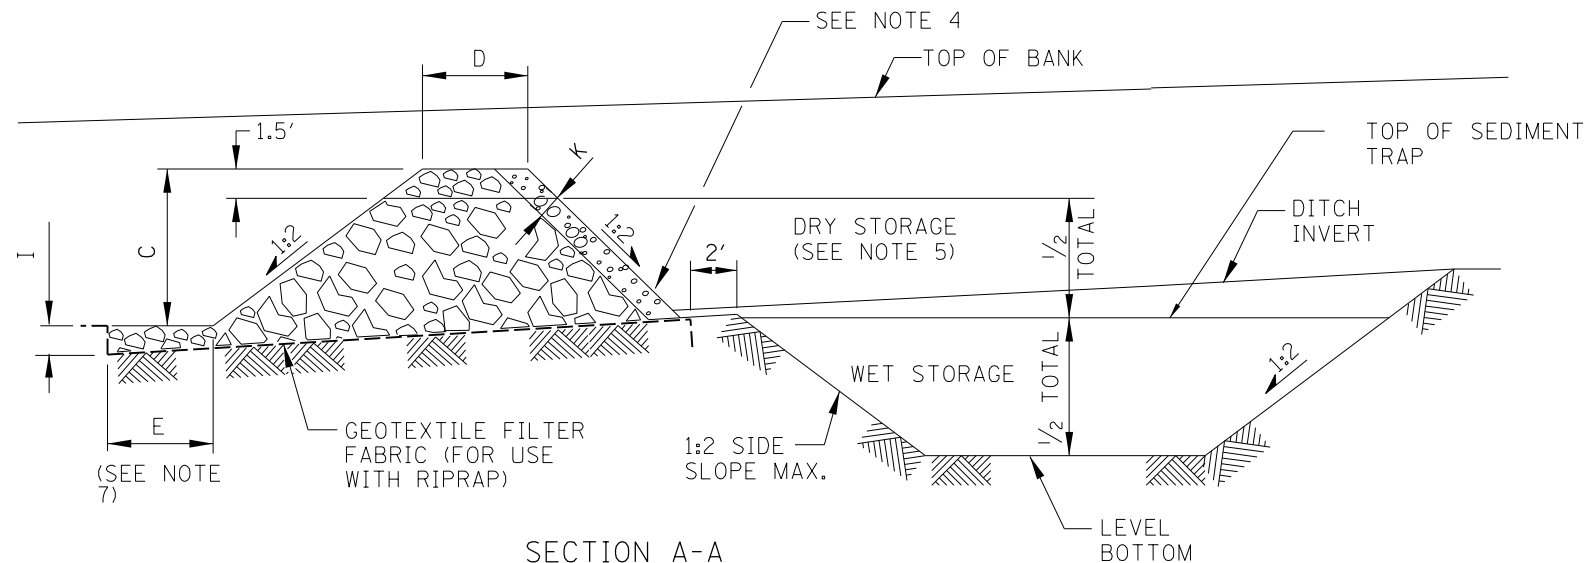 SEE NOTE 4
TOP OF BANK
D
1.5'
K
TOP OF SEDIMENT
TRAP
1:2
1:2
DRY STORAGE
(SEE NOTE 5)
2'
1/2
TOTAL
DITCH
INVERT
I
C
WET STORAGE
1/2 TOTAL
1:2
E
(SEE NOTE
7)
GEOTEXTILE FILTER
FABRIC (FOR USE
WITH RIPRAP)
1:2 SIDE
SLOPE MAX.
LEVEL
BOTTOM
SECTION A-A